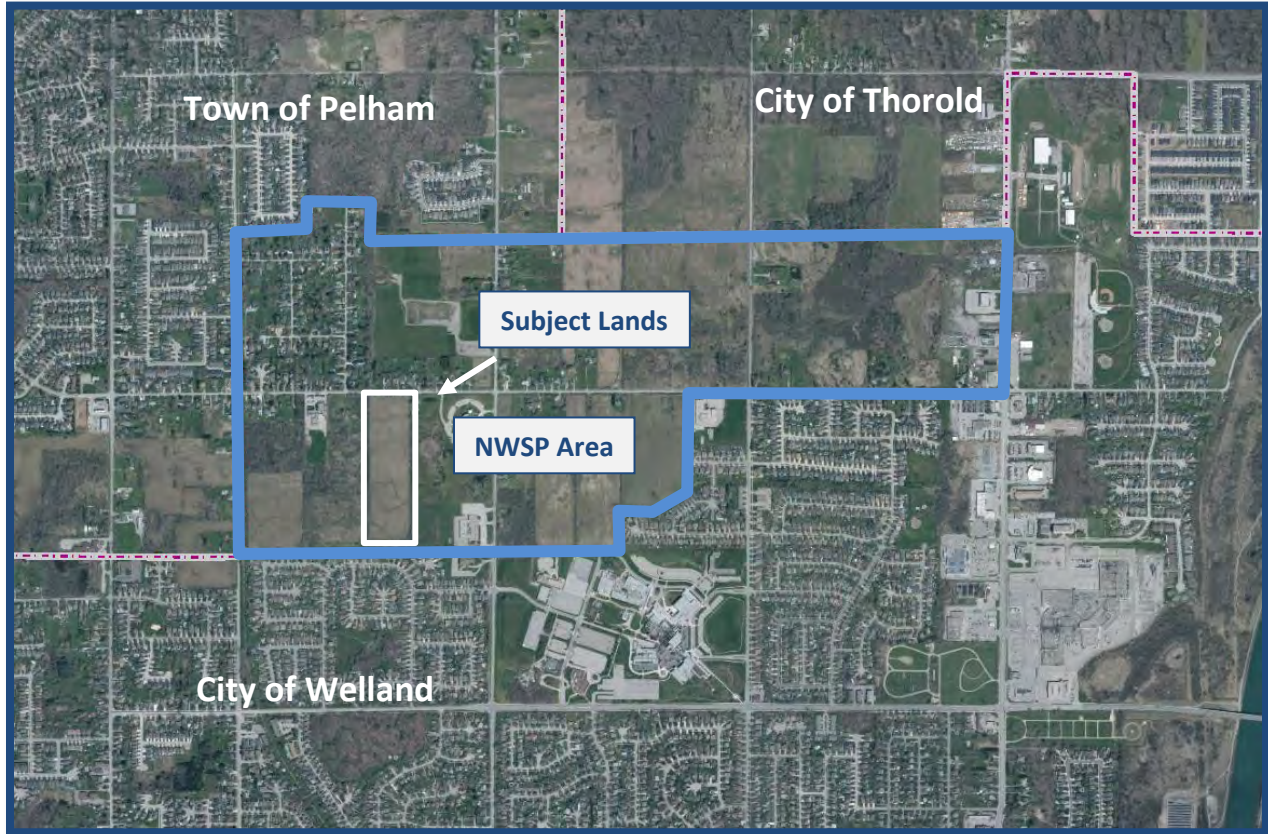 Town of Pelham
City of Thorold
Subject Lands
NWSP Area
City of Welland